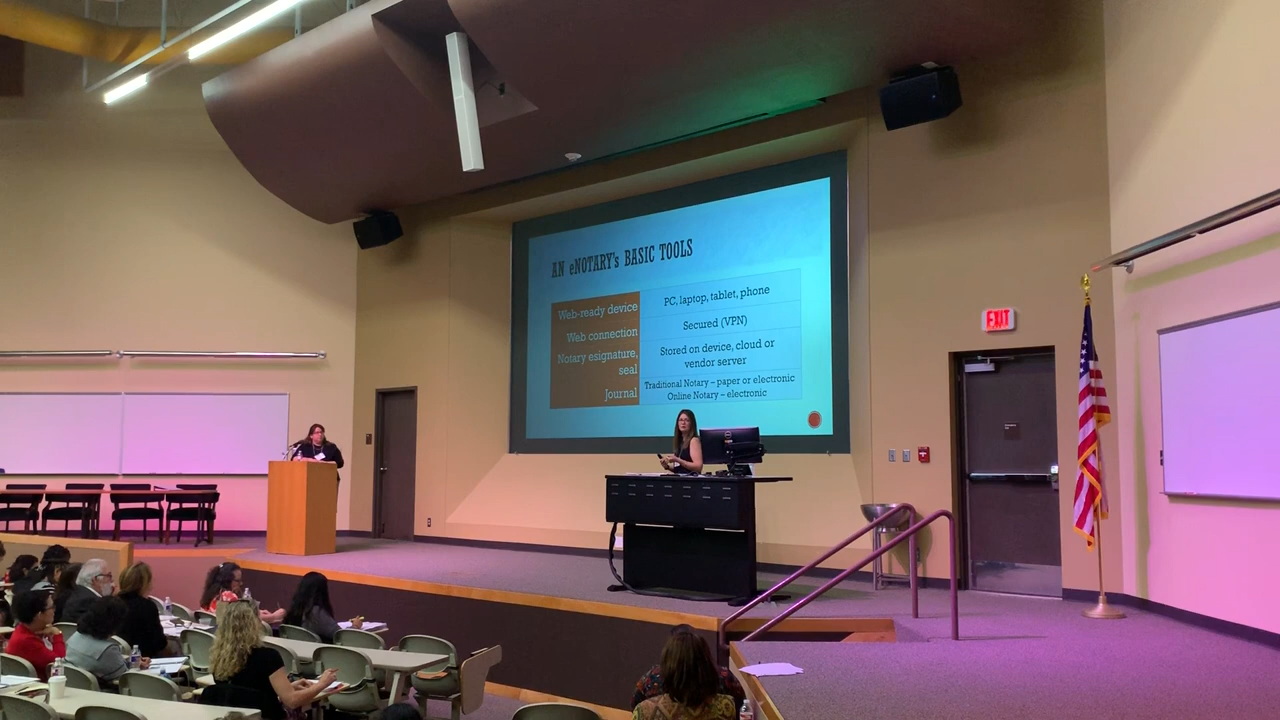 AN eNOTARY's BASIC TOOLS
Web-ready device
PC, laptop, tablet, phone
Web connection
Secured (VPN)
Notary esignature,
seal
Stored on device, cloud or
vendor server
Journal
Traditional Notary – paper or electronic
Online Notary – electronic
EXIT